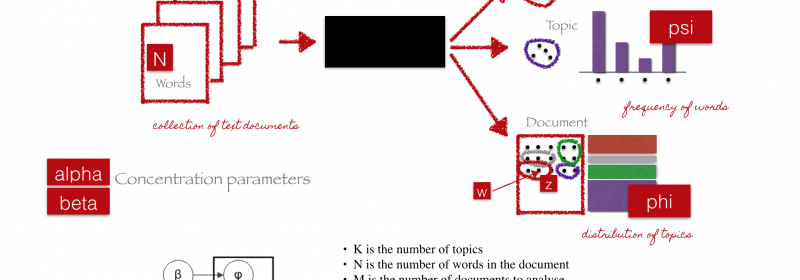 Topic
psi
N
Words
frequency of words
collection of text documents
Document
alpha
beta
Concentration parameters
w
z
phi
distribution of topics
• K is the number of topics
• N is the number of words in the document
• M is the number of documents to analyse
β
φ